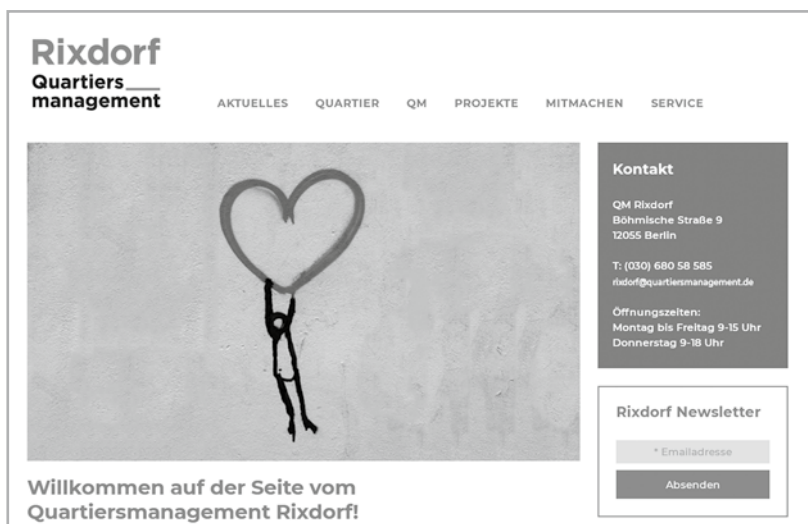 Rixdorf
Quartiers__
management
AKTUELLES QUARTIER QM PROJEKTE MITMACHEN SERVICE
Kontakt
QM Rixdorf
Böhmische Straße 9
12055 Berlin
T: (030) 680 58 585
rixdorf@quartiersmanagement.de
Öffnungszeiten:
Montag bis Freitag 9-15 Uhr
Donnerstag 9-18 Uhr
Rixdorf Newsletter
* Emailadresse
Absenden
Willkommen auf der Seite vom
Quartiersmanagement Rixdorf!